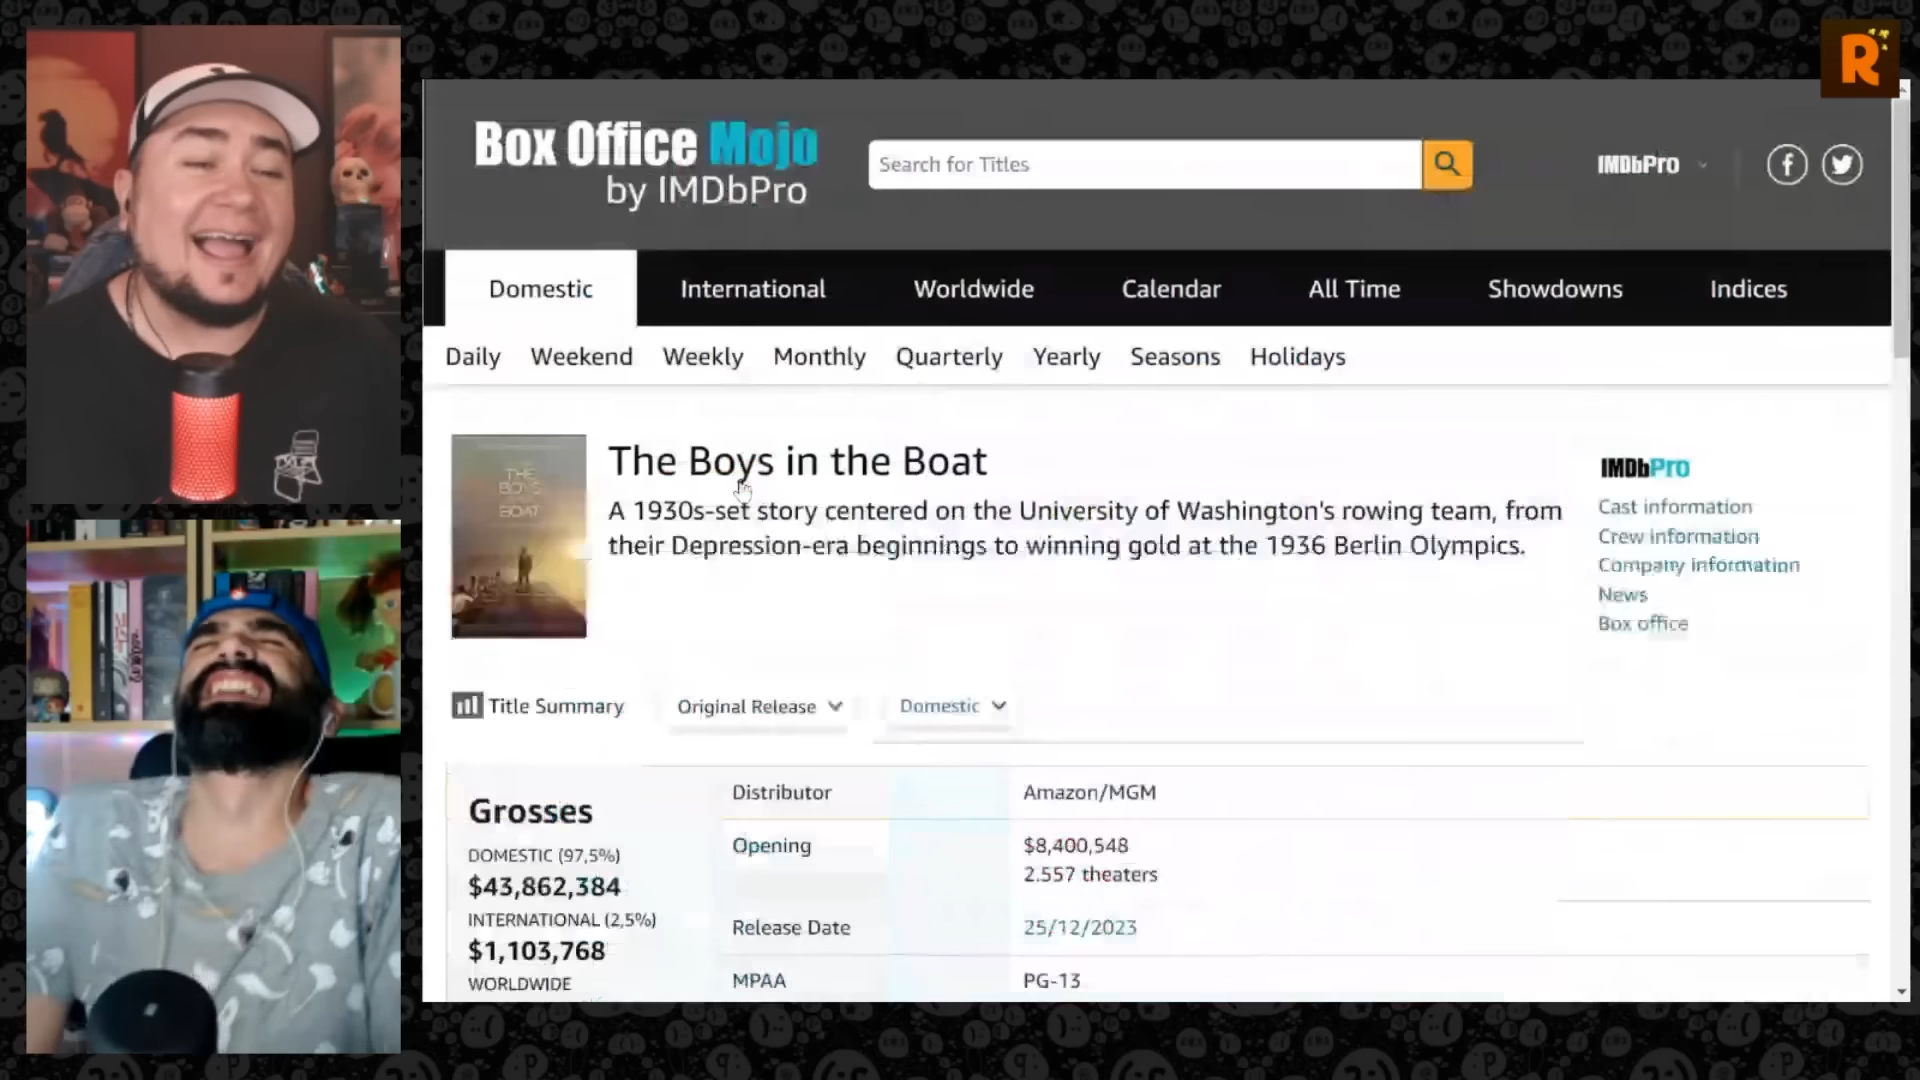 R
Box Office Mojo
by IMDbPro
Search for Titles
IMDbPro
Domestic
International
Worldwide
Calendar
All Time
Showdowns
Indices
Daily
Weekend
Weekly
Monthly
Quarterly
Yearly
Seasons
Holidays
THE
BOYS
BOAT
The Boys in the Boat
A 1930s-set story centered on the University of Washington's rowing team, from
their Depression-era beginnings to winning gold at the 1936 Berlin Olympics.
IMDbPro
Cast information
Crew information
Company information
News
Box office
Title Summary
Original Release
Domestic
Grosses
DOMESTIC (97,5%)
$43,862,384
INTERNATIONAL (2,5%)
$1,103,768
WORLDWIDE
Distributor
Amazon/MGM
Opening
$8,400,548
2.557 theaters
Release Date
25/12/2023
MPAA
PG-13